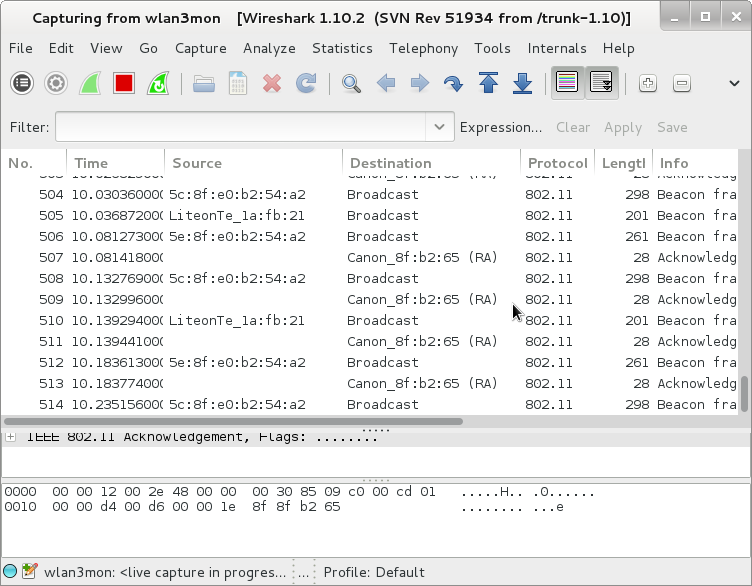 Capturing from wlan3mon [Wireshark 1.10.2 (SVN Rev 51934 from /trunk-1.10)]
File Edit View Go Capture Analyze Statistics Telephony Tools Internals Help
Filter: Expression... Clear Apply Save
No. Time Source Destination Protocol Lengtl Info
504 10.030360000 5c:8f:e0:b2:54:a2 Broadcast 802.11 298 Beacon fra
505 10.036872000 LiteonTe_1a:fb:21 Broadcast 802.11 201 Beacon fra
506 10.081273000 5e:8f:e0:b2:54:a2 Broadcast 802.11 261 Beacon fra
507 10.081418000 Canon_8f:b2:65 (RA) 802.11 28 Acknowledg
508 10.132769000 5c:8f:e0:b2:54:a2 Broadcast 802.11 298 Beacon fra
509 10.132996000 Canon_8f:b2:65 (RA) 802.11 28 Acknowledg
510 10.139294000 LiteonTe_1a:fb:21 Broadcast 802.11 201 Beacon fra
511 10.139441000 Canon_8f:b2:65 (RA) 802.11 28 Acknowledg
512 10.183613000 5e:8f:e0:b2:54:a2 Broadcast 802.11 261 Beacon fra
513 10.183774000 Canon_8f:b2:65 (RA) 802.11 28 Acknowledg
514 10.235156000 5c:8f:e0:b2:54:a2 Broadcast 802.11 298 Beacon fra
IEEE 802.11 Acknowledgement, Flags: ........
0000 00 00 12 00 2e 48 00 00 00 30 85 09 c0 00 cd 01 .....H.. .0......
0010 00 00 d4 00 d6 00 00 1e 8f 8f b2 65 ........ ...e
wlan3mon: <live capture in progres... ... Profile: Default